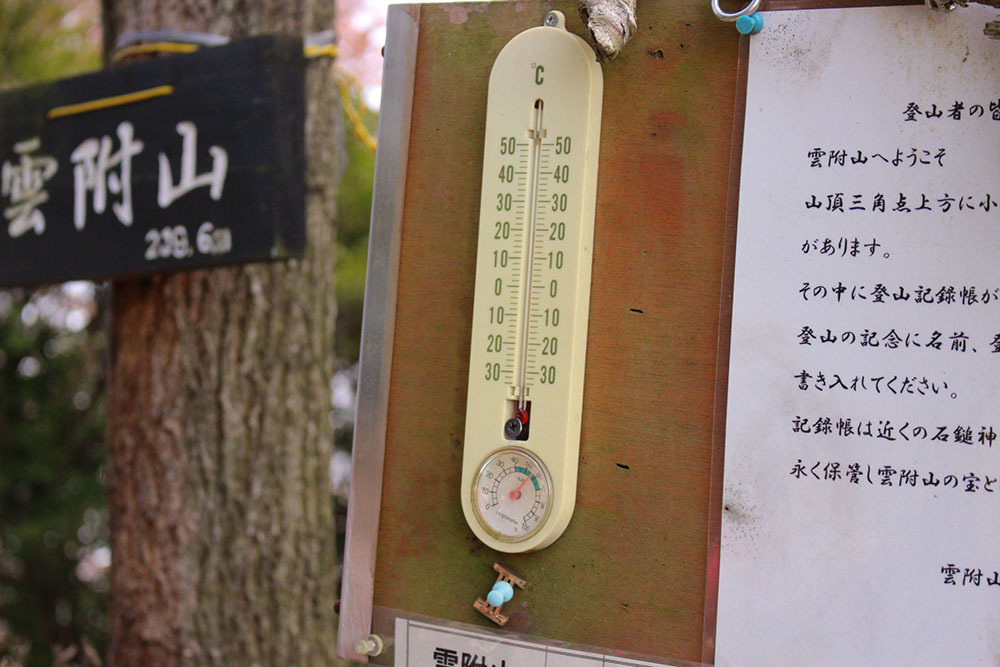 雲附山
208.6m
℃
50 50
40 40
30 30
20 20
10 10
0 0
10 10
20 20
30 30
登山者の皆
雲附山へようこそ
山頂三角点上方に小
があります。
その中に登山記録帳が
登山の記念に名前、登
書き入れてください。
記録帳は近くの石鎚神
永く保管し雲附山の宝と
雲附山
雲附山